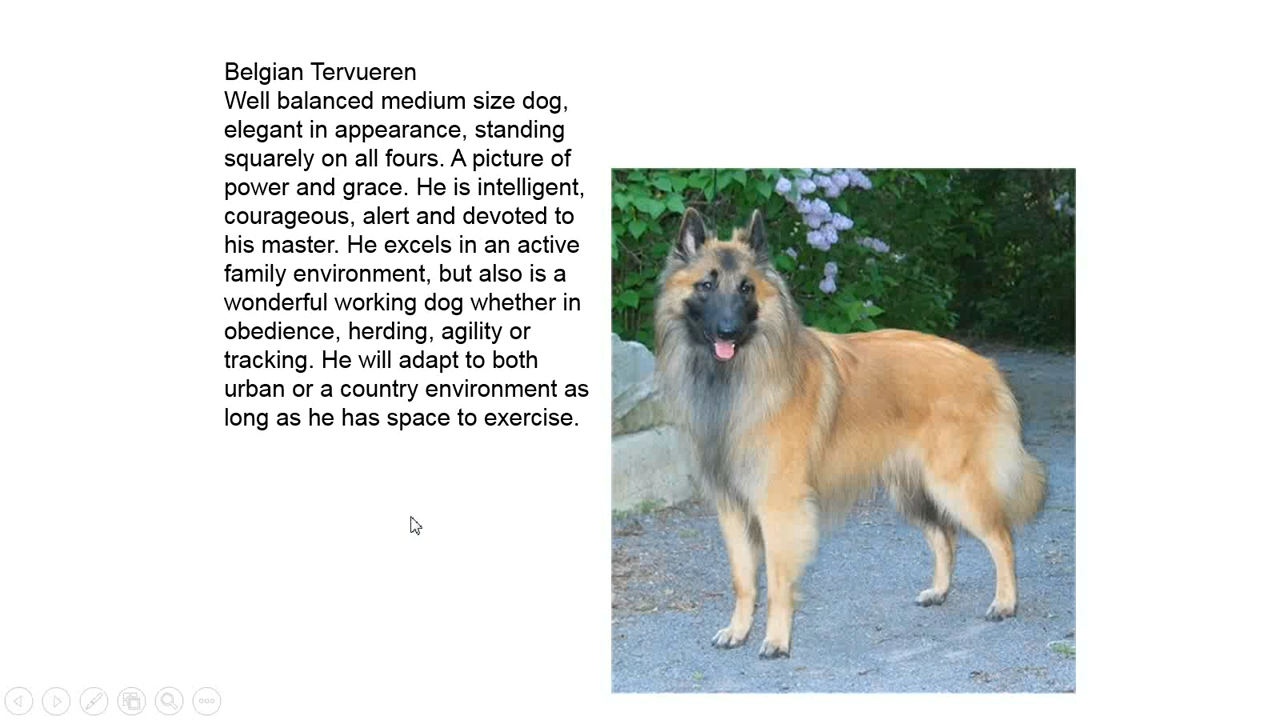 Belgian Tervueren
Well balanced medium size dog,
elegant in appearance, standing
squarely on all fours. A picture of
power and grace. He is intelligent,
courageous, alert and devoted to
his master. He excels in an active
family environment, but also is a
wonderful working dog whether in
obedience, herding, agility or
tracking. He will adapt to both
urban or a country environment as
long as he has space to exercise.